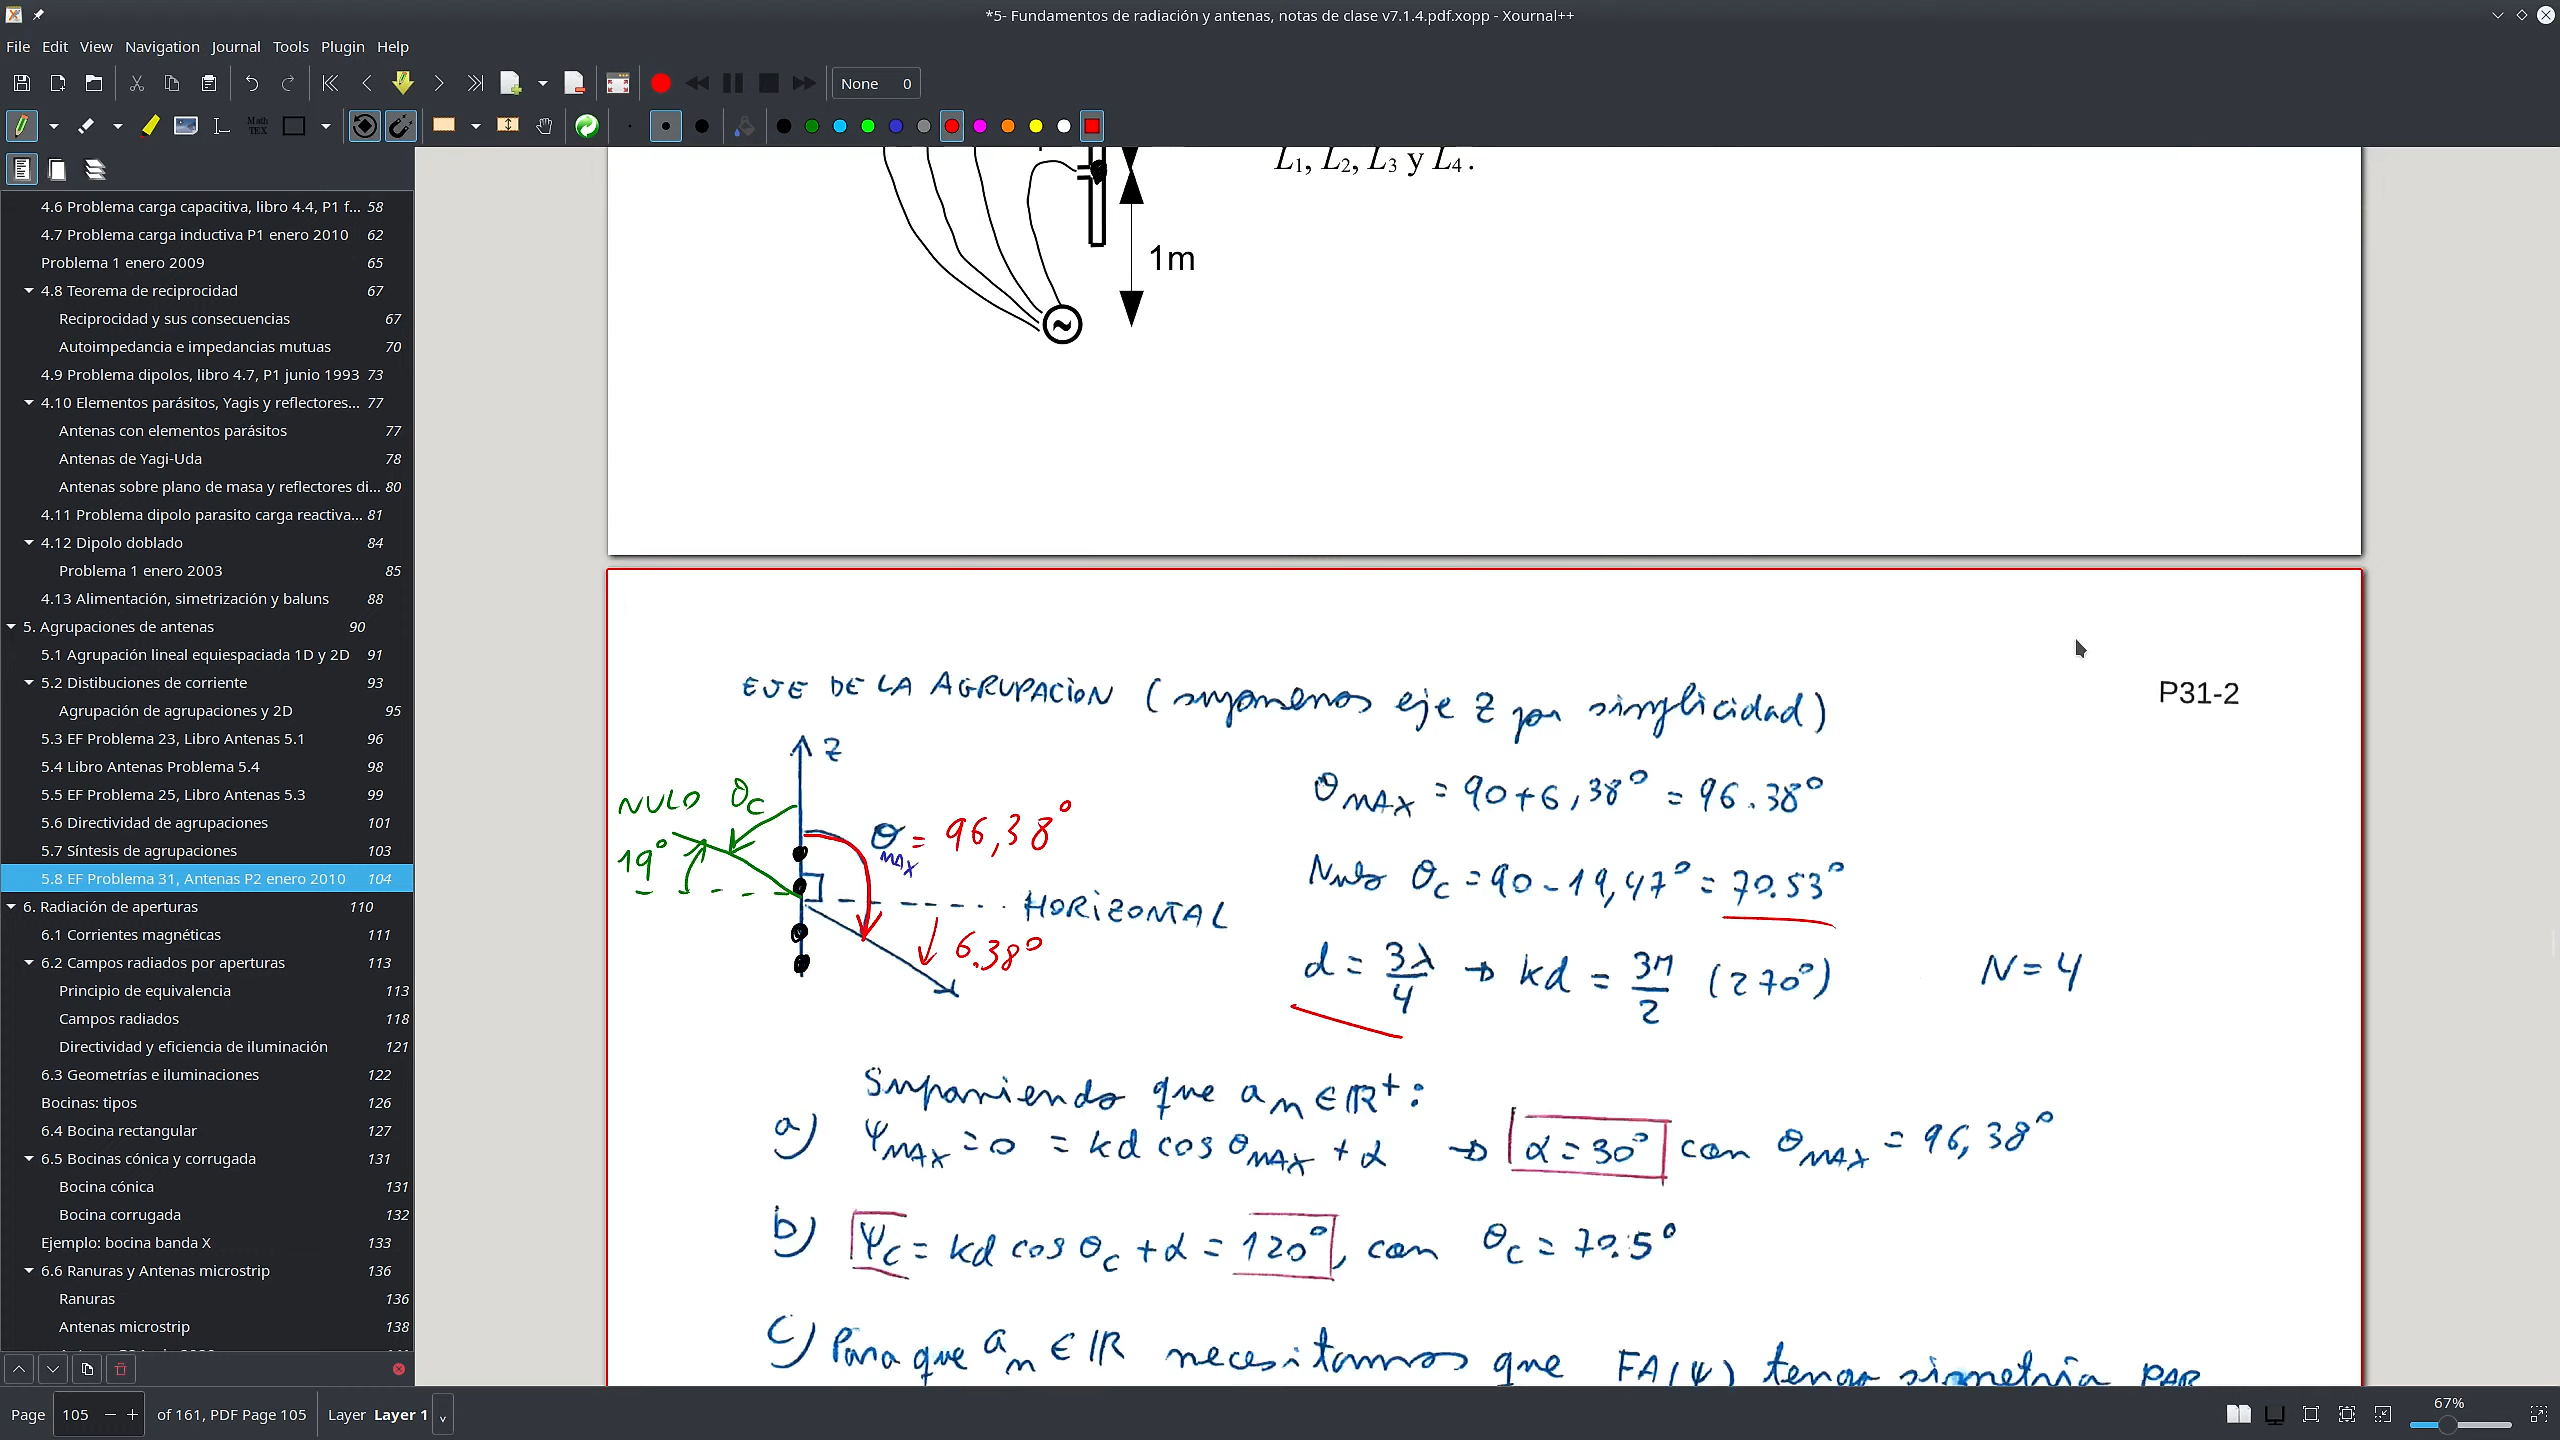 *5- Fundamentos de radiación y antenas, notas de clase v7.1.4.pdf.xopp - Xournal++
File Edit View Navigation Journal Tools Plugin Help
None 0
Math TEX
4.6 Problema carga capacitiva, libro 4.4, P1 f... 58
4.7 Problema carga inductiva P1 enero 2010 62
Problema 1 enero 2009 65
4.8 Teorema de reciprocidad 67
Reciprocidad y sus consecuencias 67
Autoimpedancia e impedancias mutuas 70
4.9 Problema dipolos, libro 4.7, P1 junio 1993 73
4.10 Elementos parásitos, Yagis y reflectores... 77
Antenas con elementos parásitos 77
Antenas de Yagi-Uda 78
Antenas sobre plano de masa y reflectores di... 80
4.11 Problema dipolo parasito carga reactiva... 81
4.12 Dipolo doblado 84
Problema 1 enero 2003 85
4.13 Alimentación, simetrización y baluns 88
5. Agrupaciones de antenas 90
5.1 Agrupación lineal equiespaciada 1D y 2D 91
5.2 Distibuciones de corriente 93
Agrupación de agrupaciones y 2D 95
5.3 EF Problema 23, Libro Antenas 5.1 96
5.4 Libro Antenas Problema 5.4 98
5.5 EF Problema 25, Libro Antenas 5.3 99
5.6 Directividad de agrupaciones 101
5.7 Síntesis de agrupaciones 103
5.8 EF Problema 31, Antenas P2 enero 2010 104
6. Radiación de aperturas 110
6.1 Corrientes magnéticas 111
6.2 Campos radiados por aperturas 113
Principio de equivalencia 113
Campos radiados 118
Directividad y eficiencia de iluminación 121
6.3 Geometrías e iluminaciones 122
Bocinas: tipos 126
6.4 Bocina rectangular 127
6.5 Bocinas cónica y corrugada 131
Bocina cónica 131
Bocina corrugada 132
Ejemplo: bocina banda X 133
6.6 Ranuras y Antenas microstrip 136
Ranuras 136
Antenas microstrip 138
L1, L2, L3 y L4.
1m
~
P31-2
EJE DE LA AGRUPACION (suponemos eje Z por simplicidad)
Z
NULO θC
19°
θMAX = 96,38°
HORIZONTAL
6.38°
θMAX = 90+6,38° = 96.38°
Nulo θC = 90 - 19,47° = 70.53°
d = 3λ/4 → kd = 3π/2 (270°) N = 4
Suponiendo que an ∈ ℝ+:
a) ΨMAX = 0 = kd cos θMAX + α → α = 30° con θMAX = 96,38°
b) ΨC = kd cos θC + α = 120°, con θC = 70.5°
c) Para que an ∈ ℝ necesitamos que FA(Ψ) tenga simetría PAR
Page 105 − + of 161, PDF Page 105 Layer Layer 1
67%